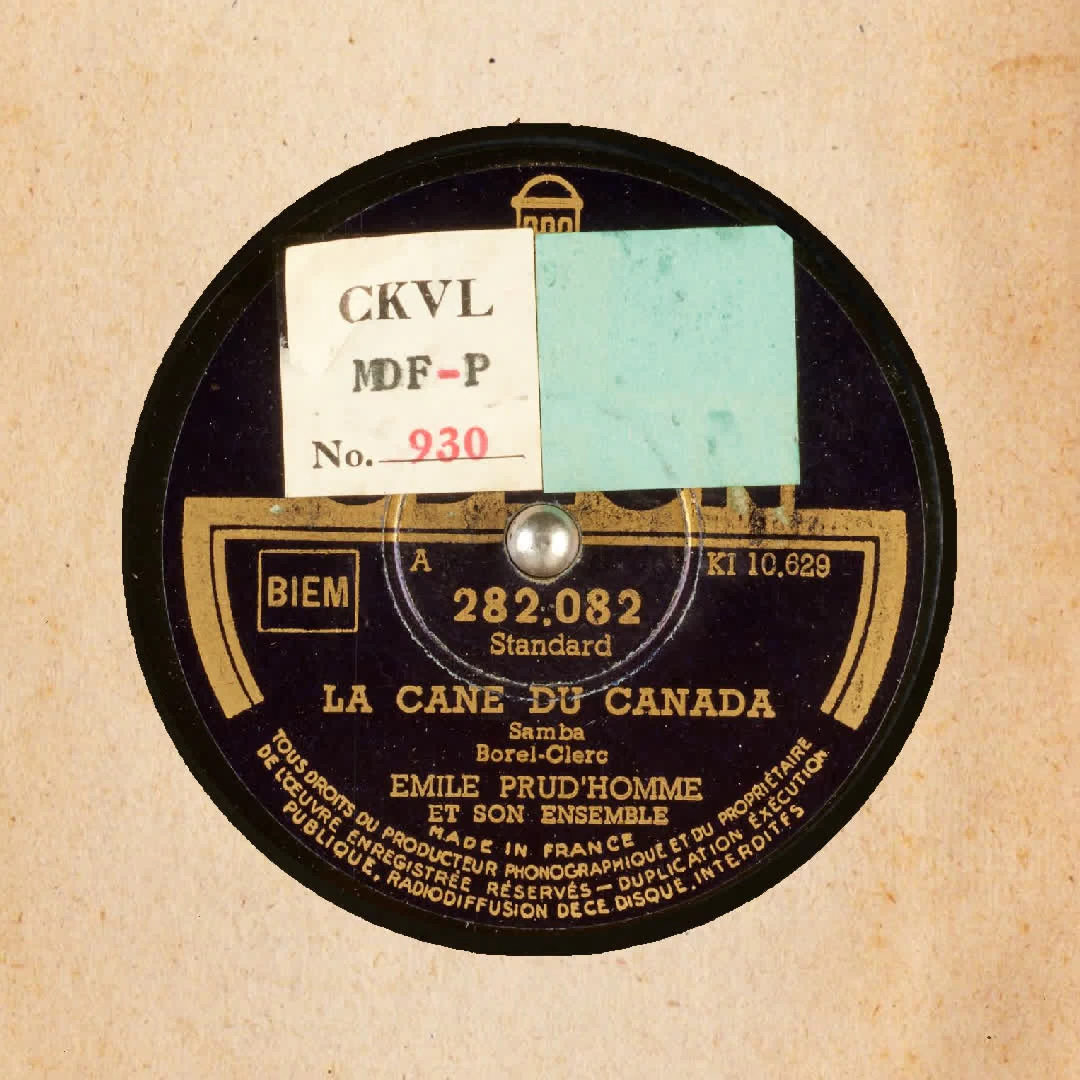 CKVL
MDF-P
No. 930
A
KI 10.629
BIEM
282.082
Standard
LA CANE DU CANADA
Samba
Borel-Clerc
EMILE PRUD'HOMME
ET SON ENSEMBLE
MADE IN FRANCE
TOUS DROITS DU PRODUCTEUR PHONOGRAPHIQUE ET DU PROPRIÉTAIRE
DE L'ŒUVRE ENREGISTRÉE RÉSERVÉS — DUPLICATION EXÉCUTION
PUBLIQUE, RADIODIFFUSION DE CE DISQUE INTERDITES